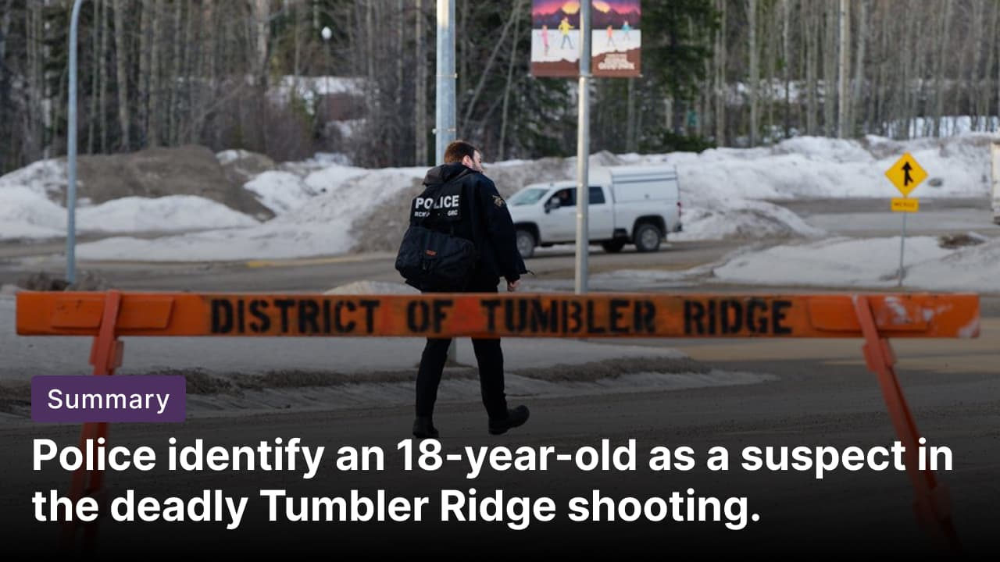 POLICE
DISTRICT OF TUMBLER RIDGE
Summary
Police identify an 18-year-old as a suspect in
the deadly Tumbler Ridge shooting.